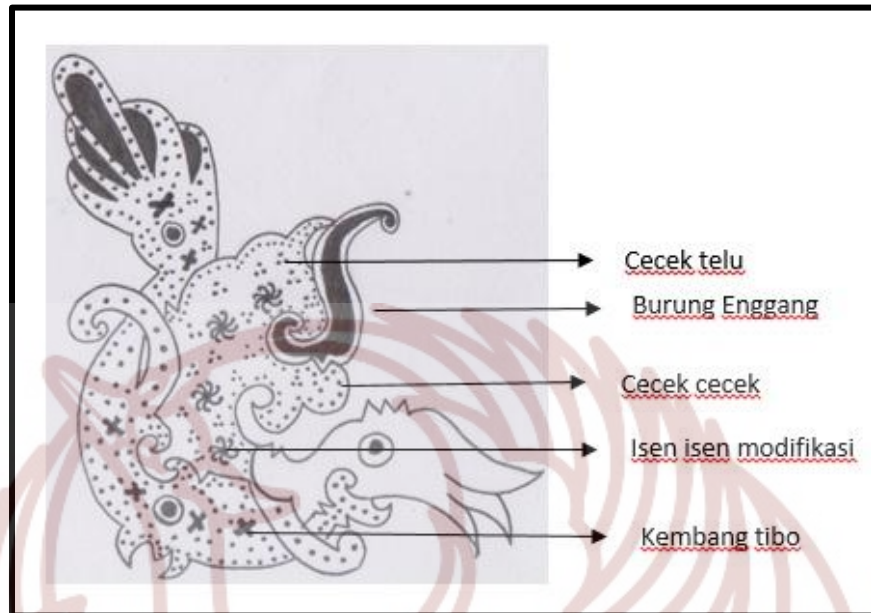 Cecek telu
Burung Enggang
Cecek cecek
Isen isen modifikasi
Kembang tibo